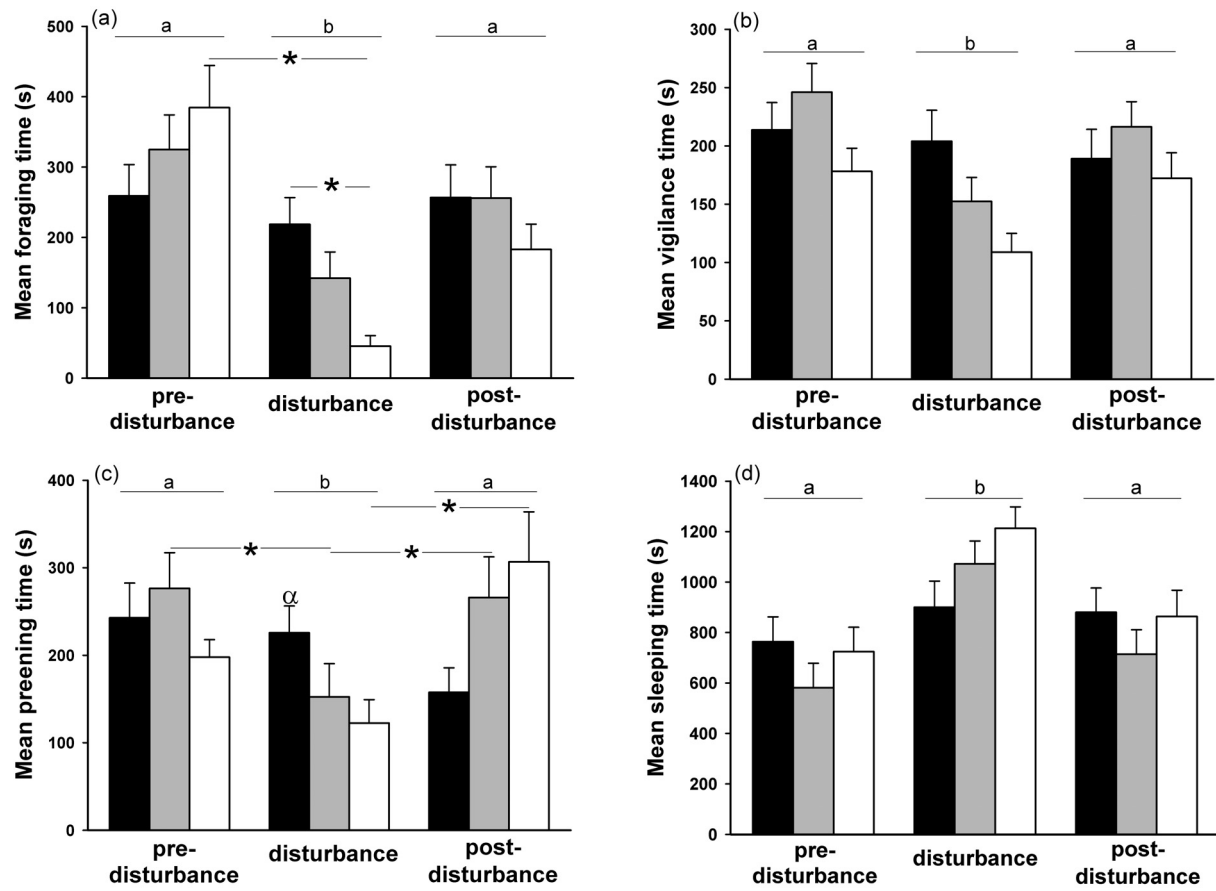 (a)
Mean foraging time (s)
500
400
300
200
100
0
a
b
a
*
*
pre-
disturbance
disturbance
post-
disturbance
(b)
Mean vigilance time (s)
300
250
200
150
100
50
0
a
b
a
pre-
disturbance
disturbance
post-
disturbance
(c)
Mean preening time (s)
400
300
200
100
0
a
b
a
*
*
*
α
pre-
disturbance
disturbance
post-
disturbance
(d)
Mean sleeping time (s)
1400
1200
1000
800
600
400
200
0
a
b
a
pre-
disturbance
disturbance
post-
disturbance